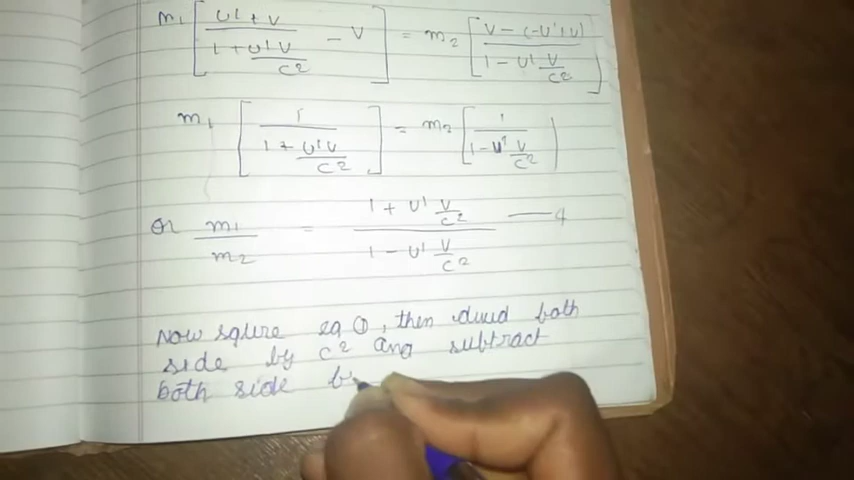 m1 [ (u'+v)/(1+u'v/c²) - v ] = m2 [ (v-(-u'+v))/(1-u' v/c²) ]
m1 [ 1/(1+u'v/c²) ] = m2 [ 1/(1-u' v/c²) ]
or m1/m2 = (1+u' v/c²)/(1-u' v/c²) — 4
Now squre eq ①, then
both
side by c² and subtract
both side by